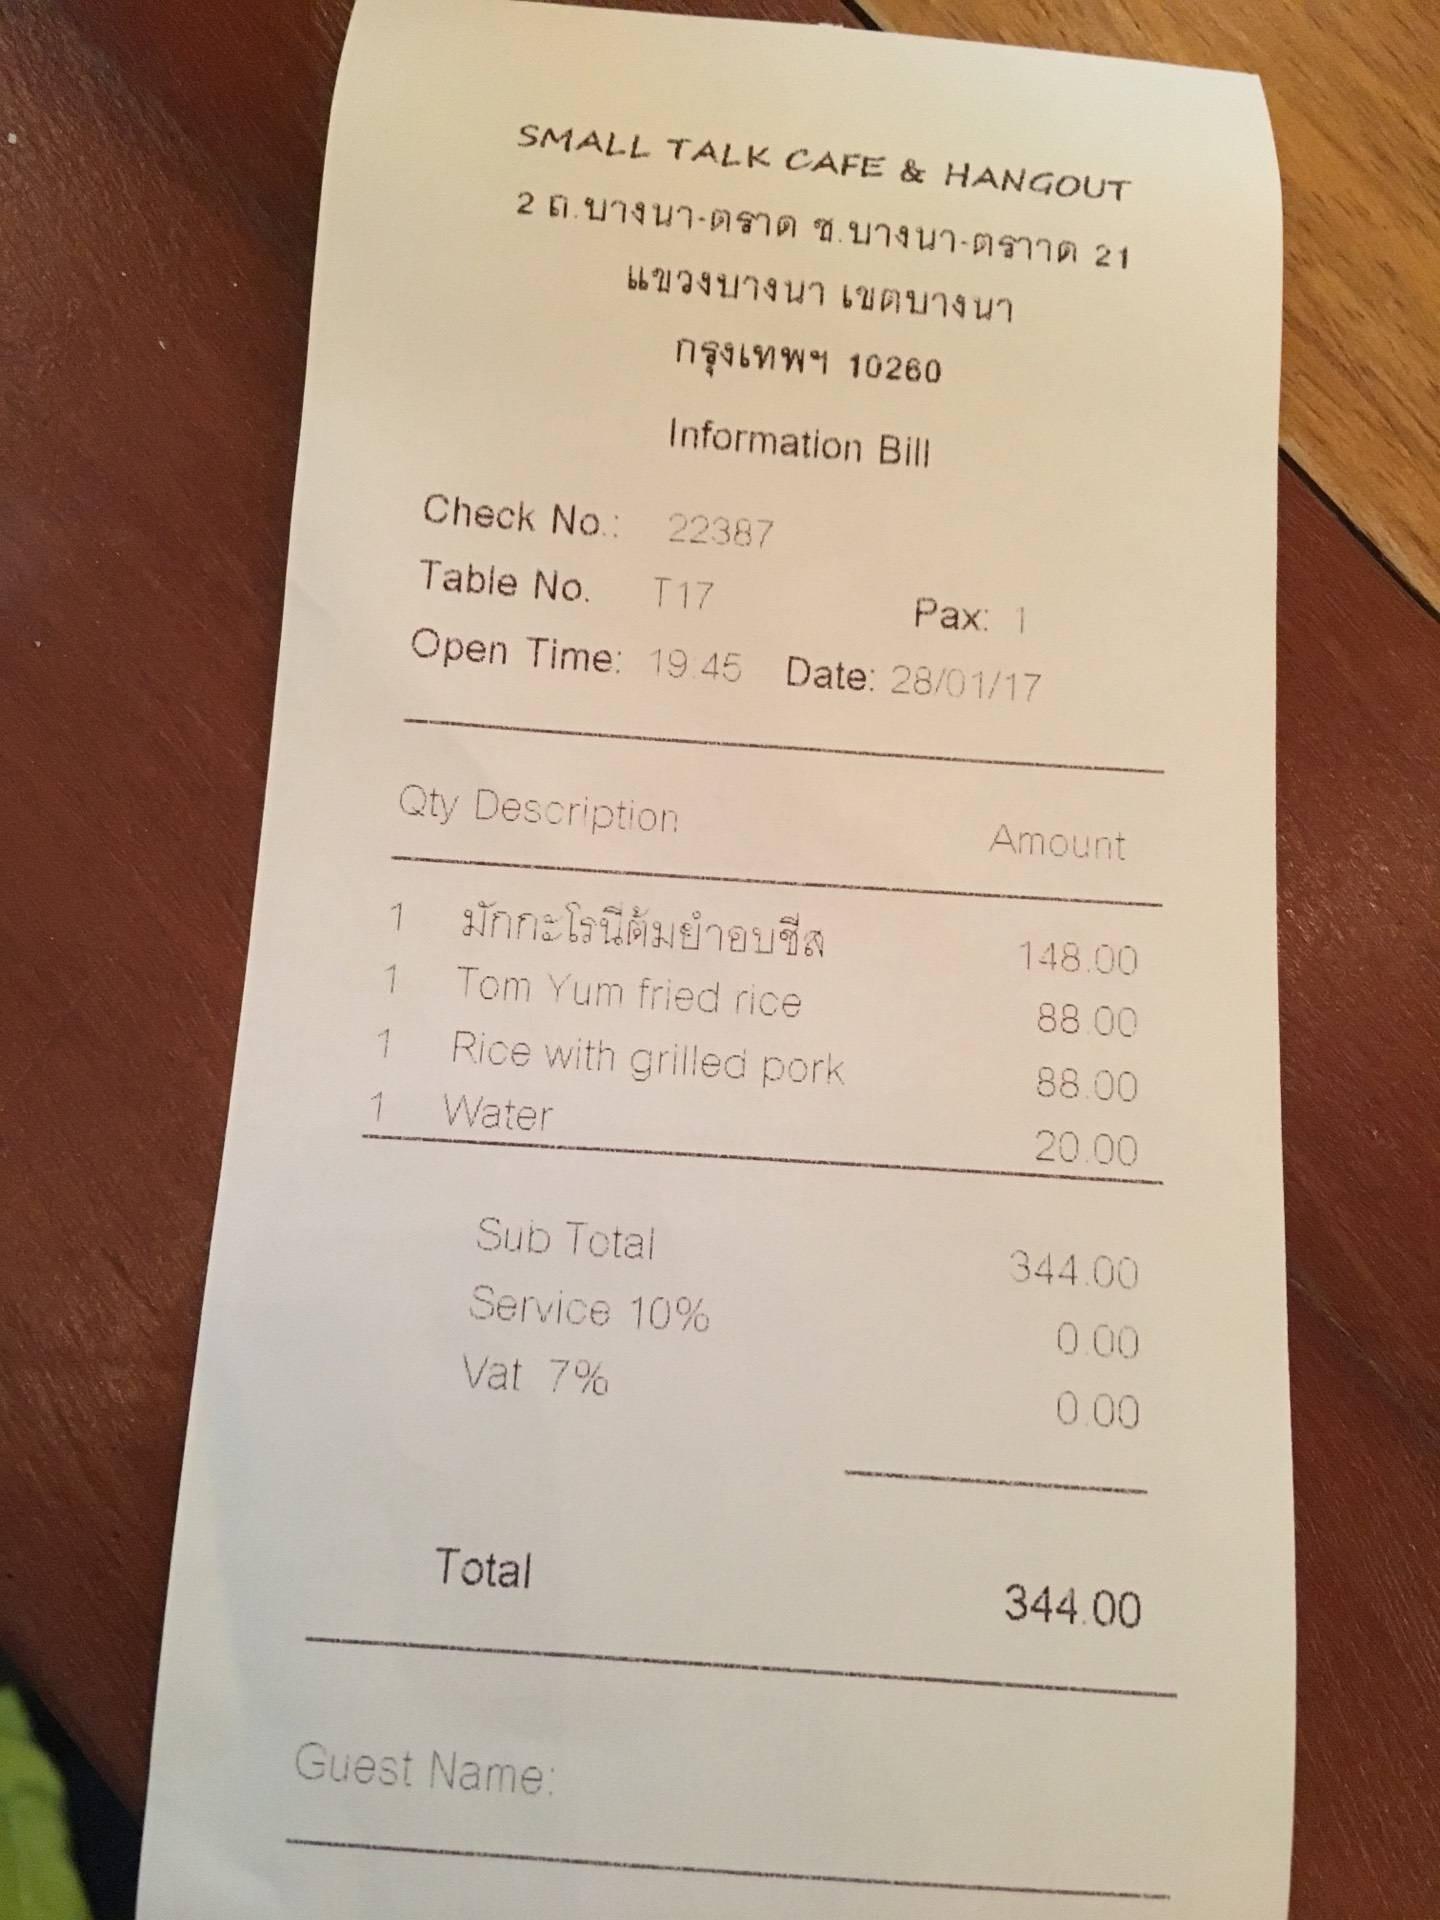 SMALL TALK CAFE & HANGOUT
2 ถ.บางนา-ตราด ซ.บางนา-ตราาด 21
แขวงบางนา เขตบางนา
กรุงเทพฯ 10260
Information Bill
Check No.: 22387
Table No. T17 Pax: 1
Open Time: 19:45 Date: 28/01/17
Qty Description Amount
1 มักกะโรนีต้มยำอบชีส 148.00
1 Tom Yum fried rice 88.00
1 Rice with grilled pork 88.00
1 Water 20.00
Sub Total 344.00
Service 10% 0.00
Vat 7% 0.00
Total 344.00
Guest Name: